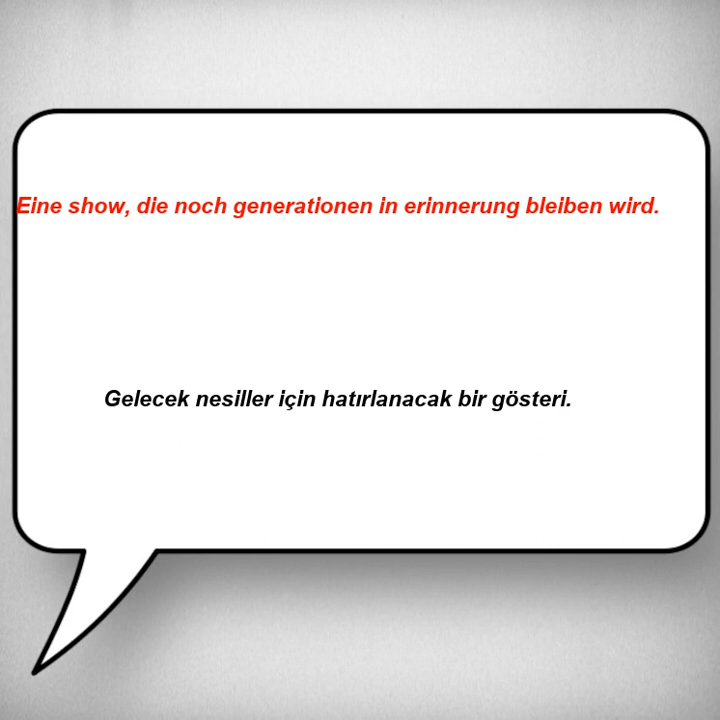 Eine show, die noch generationen in erinnerung bleiben wird.
Gelecek nesiller için hatırlanacak bir gösteri.